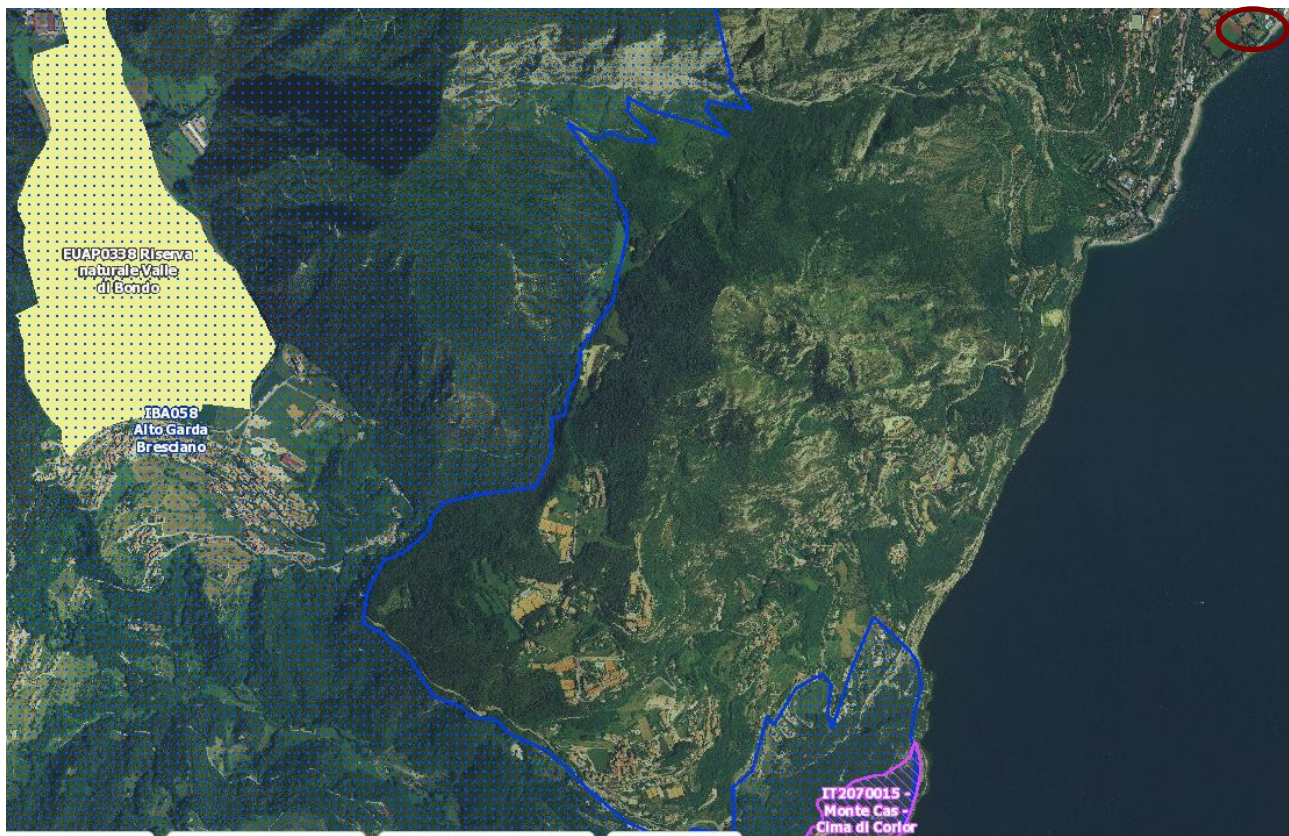 EUAP0338 Riserva
naturale Valle
di Bondo
IBA058
Alto Garda
Bresciano
IT2070015 -
Monte Cas -
Cima di Corlor